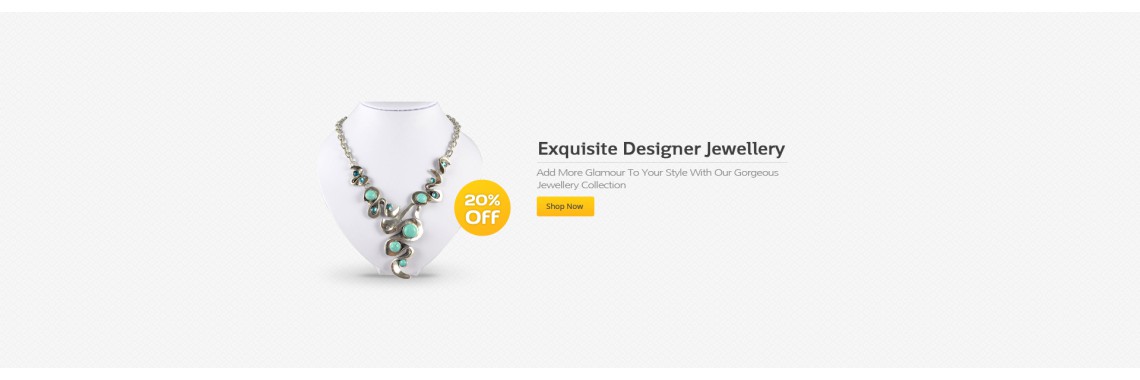 Exquisite Designer Jewellery
Add More Glamour To Your Style With Our Gorgeous
Jewellery Collection
20%
Off
Shop Now